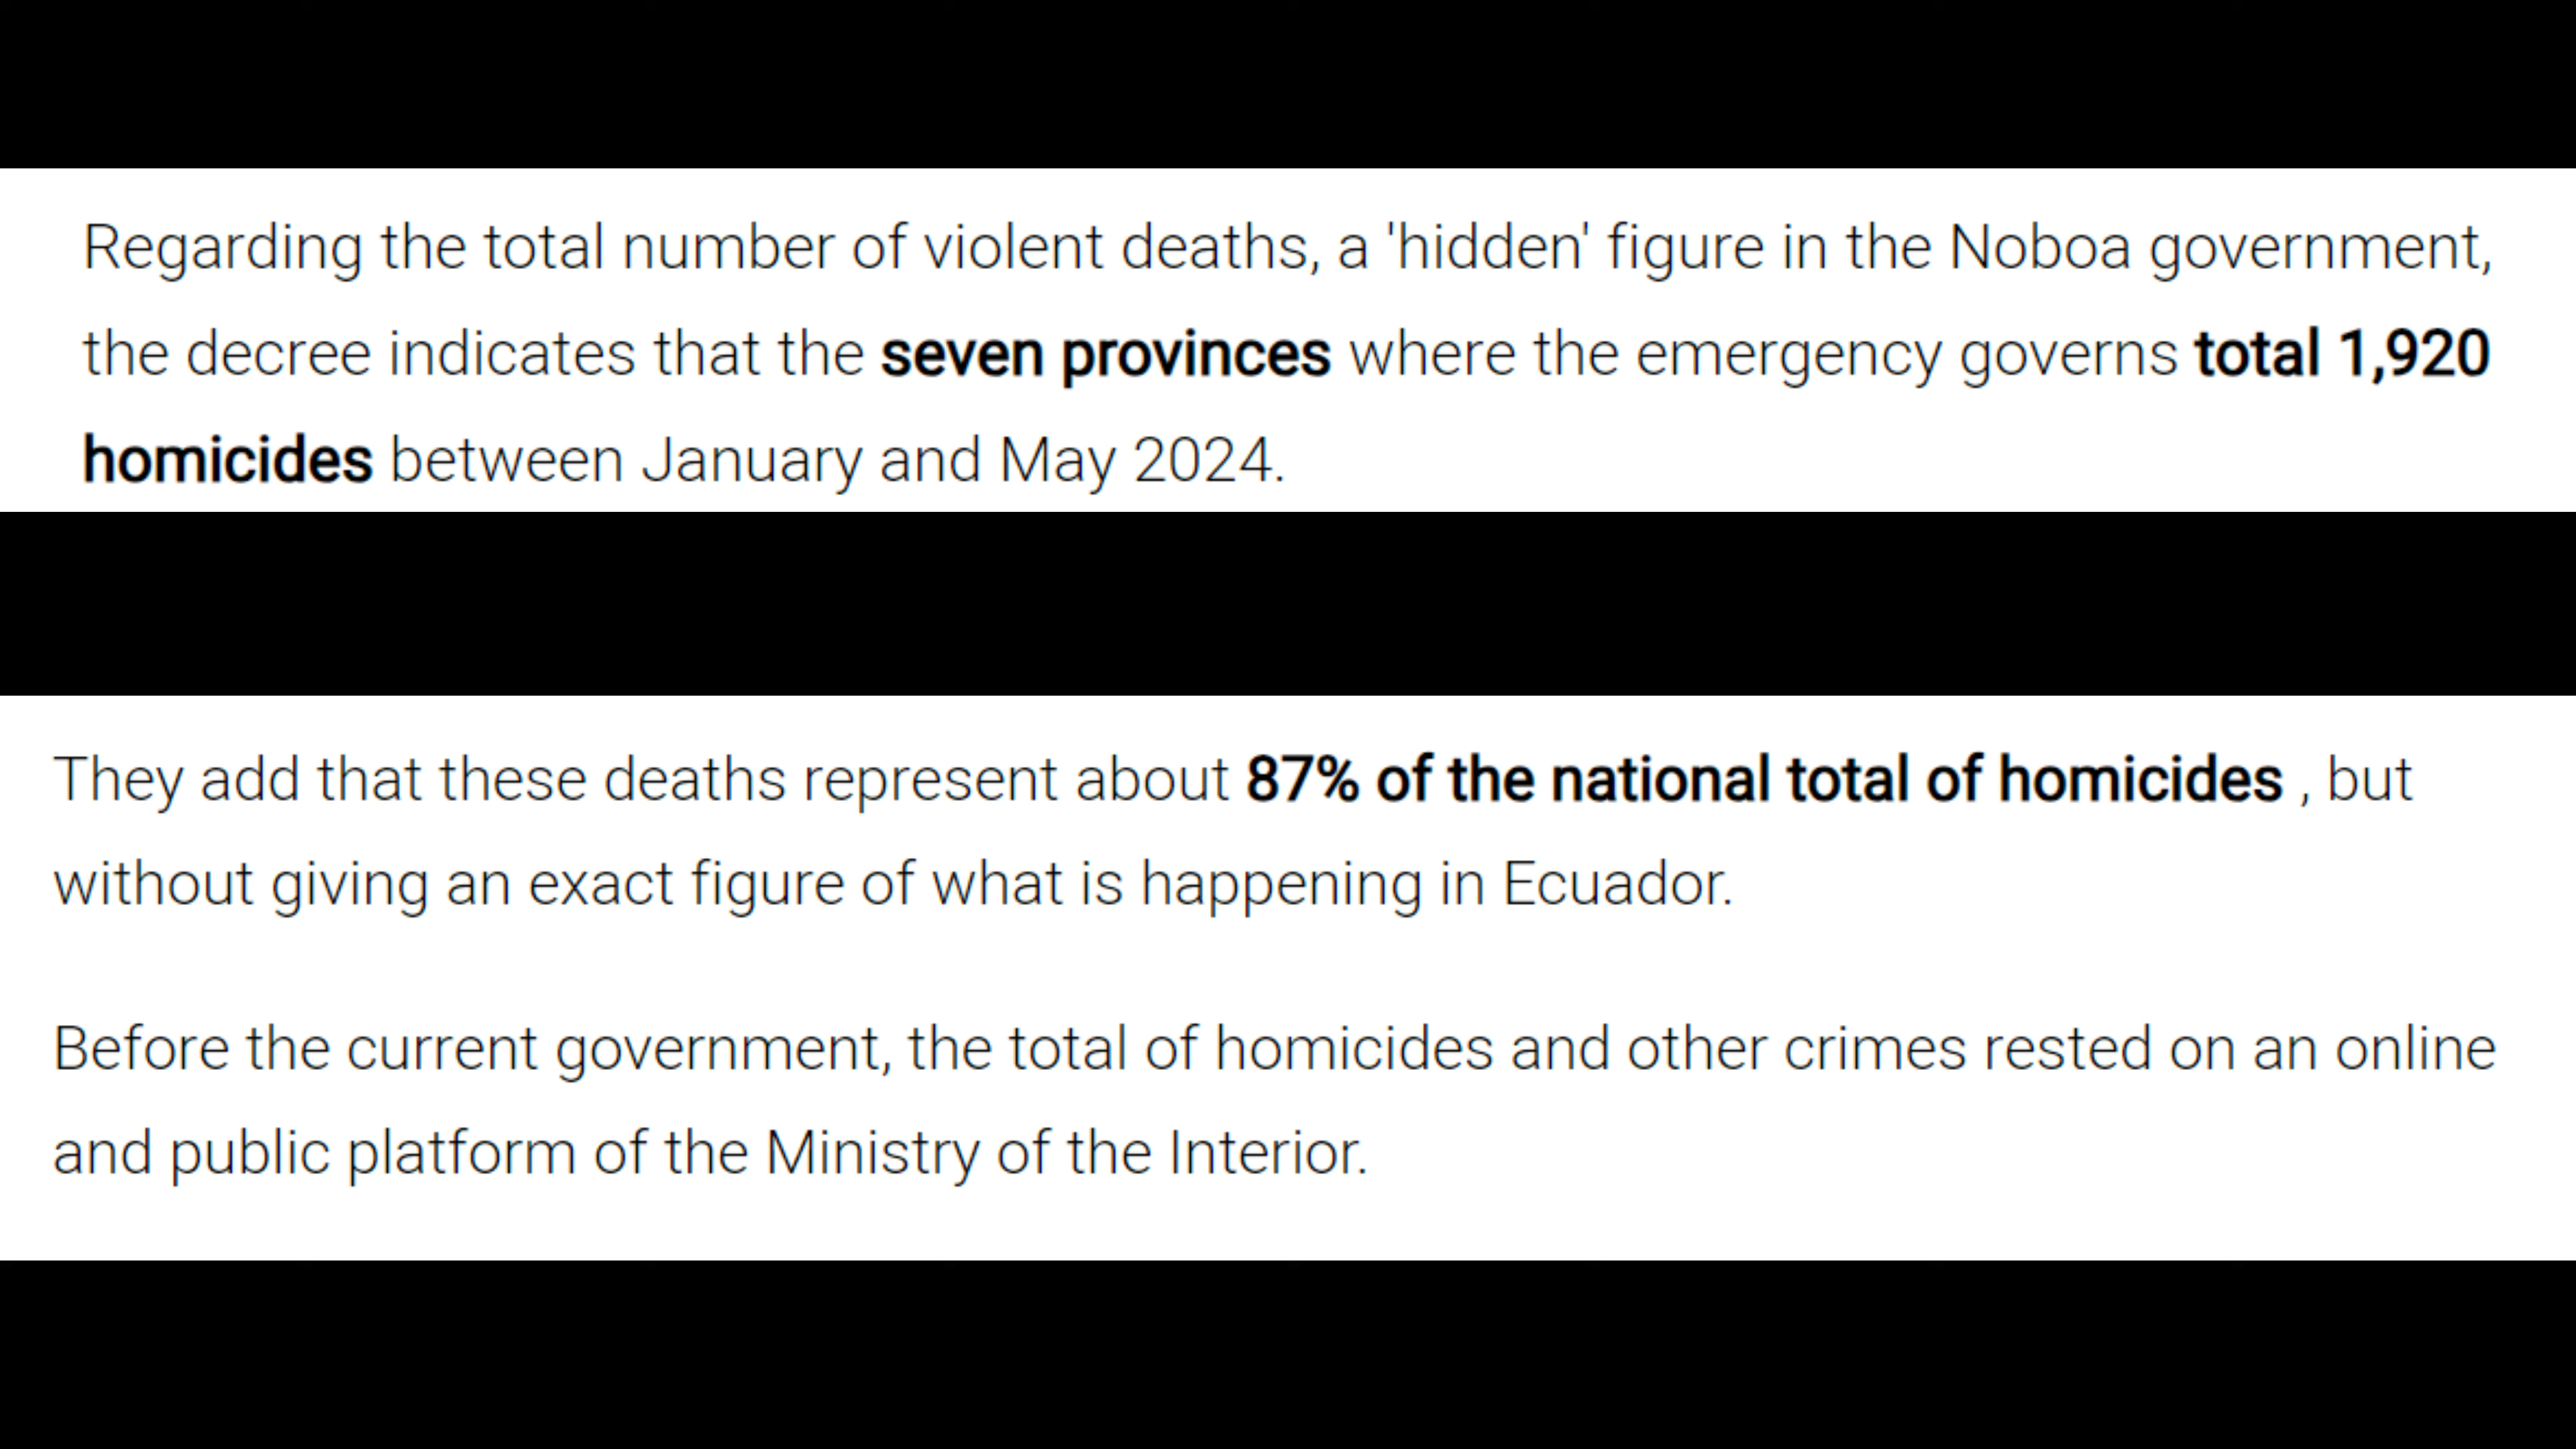 Regarding the total number of violent deaths, a 'hidden' figure in the Noboa government,
the decree indicates that the seven provinces where the emergency governs total 1,920
homicides between January and May 2024.
They add that these deaths represent about 87% of the national total of homicides , but
without giving an exact figure of what is happening in Ecuador.
Before the current government, the total of homicides and other crimes rested on an online
and public platform of the Ministry of the Interior.